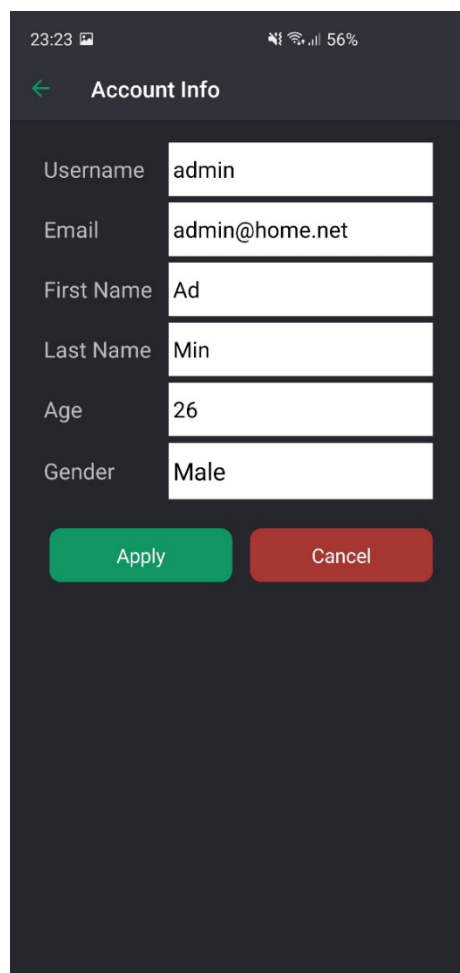 23:23 56%
Account Info
Username admin
Email admin@home.net
First Name Ad
Last Name Min
Age 26
Gender Male
Apply Cancel